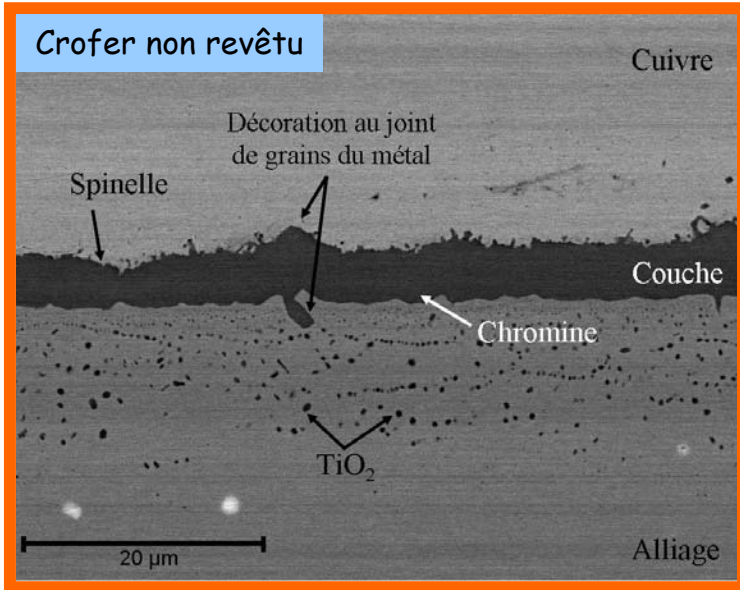 Crofer non revêtu
Cuivre
Décoration au joint
de grains du métal
Spinelle
Couche
Chromine
TiO₂
20 µm
Alliage